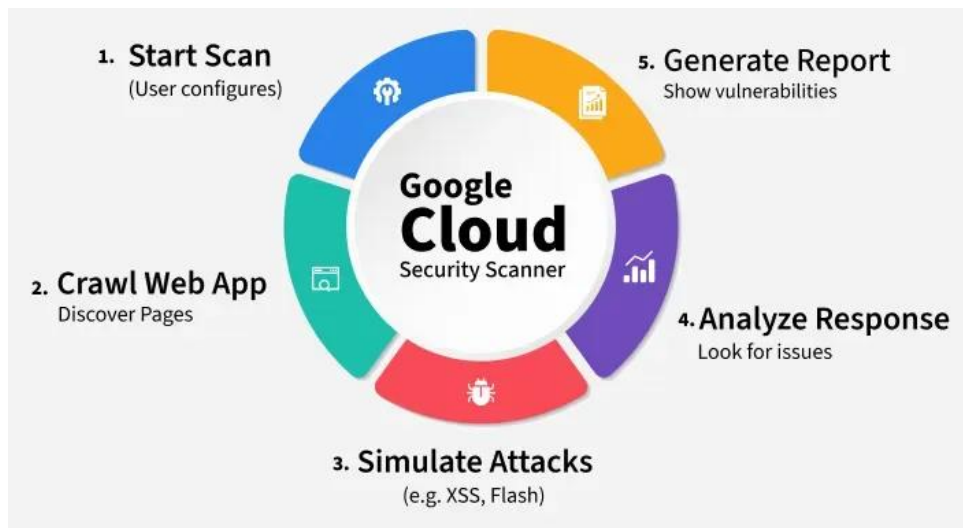 1. Start Scan
(User configures)
5. Generate Report
Show vulnerabilities
Google
Cloud
Security Scanner
2. Crawl Web App
Discover Pages
4. Analyze Response
Look for issues
3. Simulate Attacks
(e.g. XSS, Flash)